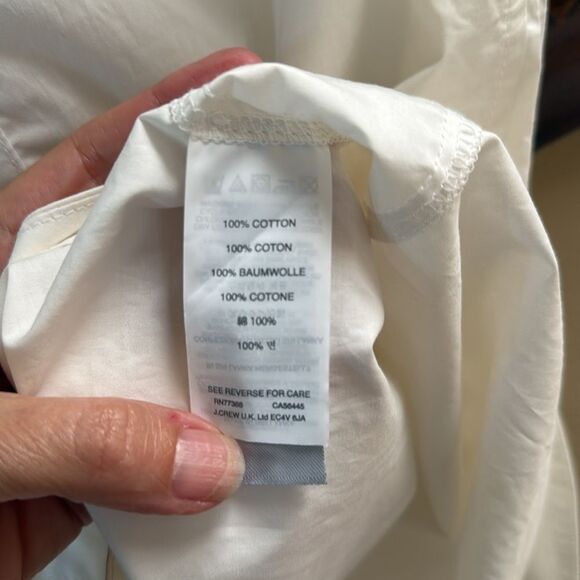 100% COTTON
100% COTON
100% BAUMWOLLE
100% COTONE
綿 100%
100% 면
SEE REVERSE FOR CARE
RN77388 CA56445
J.CREW U.K. Ltd EC4V 6JA